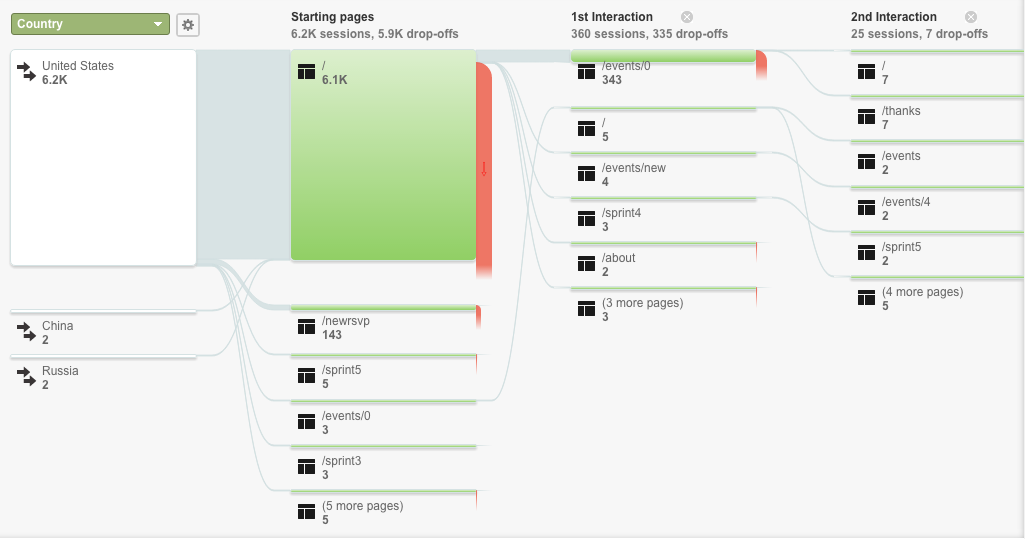 Country
United States
6.2K
China
2
Russia
2
Starting pages
6.2K sessions, 5.9K drop-offs
/
6.1K
/newrsvp
143
/sprint5
5
/events/0
3
/sprint3
3
(5 more pages)
5
1st Interaction
360 sessions, 335 drop-offs
/events/0
343
/
5
/events/new
4
/sprint4
3
/about
2
(3 more pages)
3
2nd Interaction
25 sessions, 7 drop-offs
/
7
/thanks
7
/events
2
/events/4
2
/sprint5
2
(4 more pages)
5